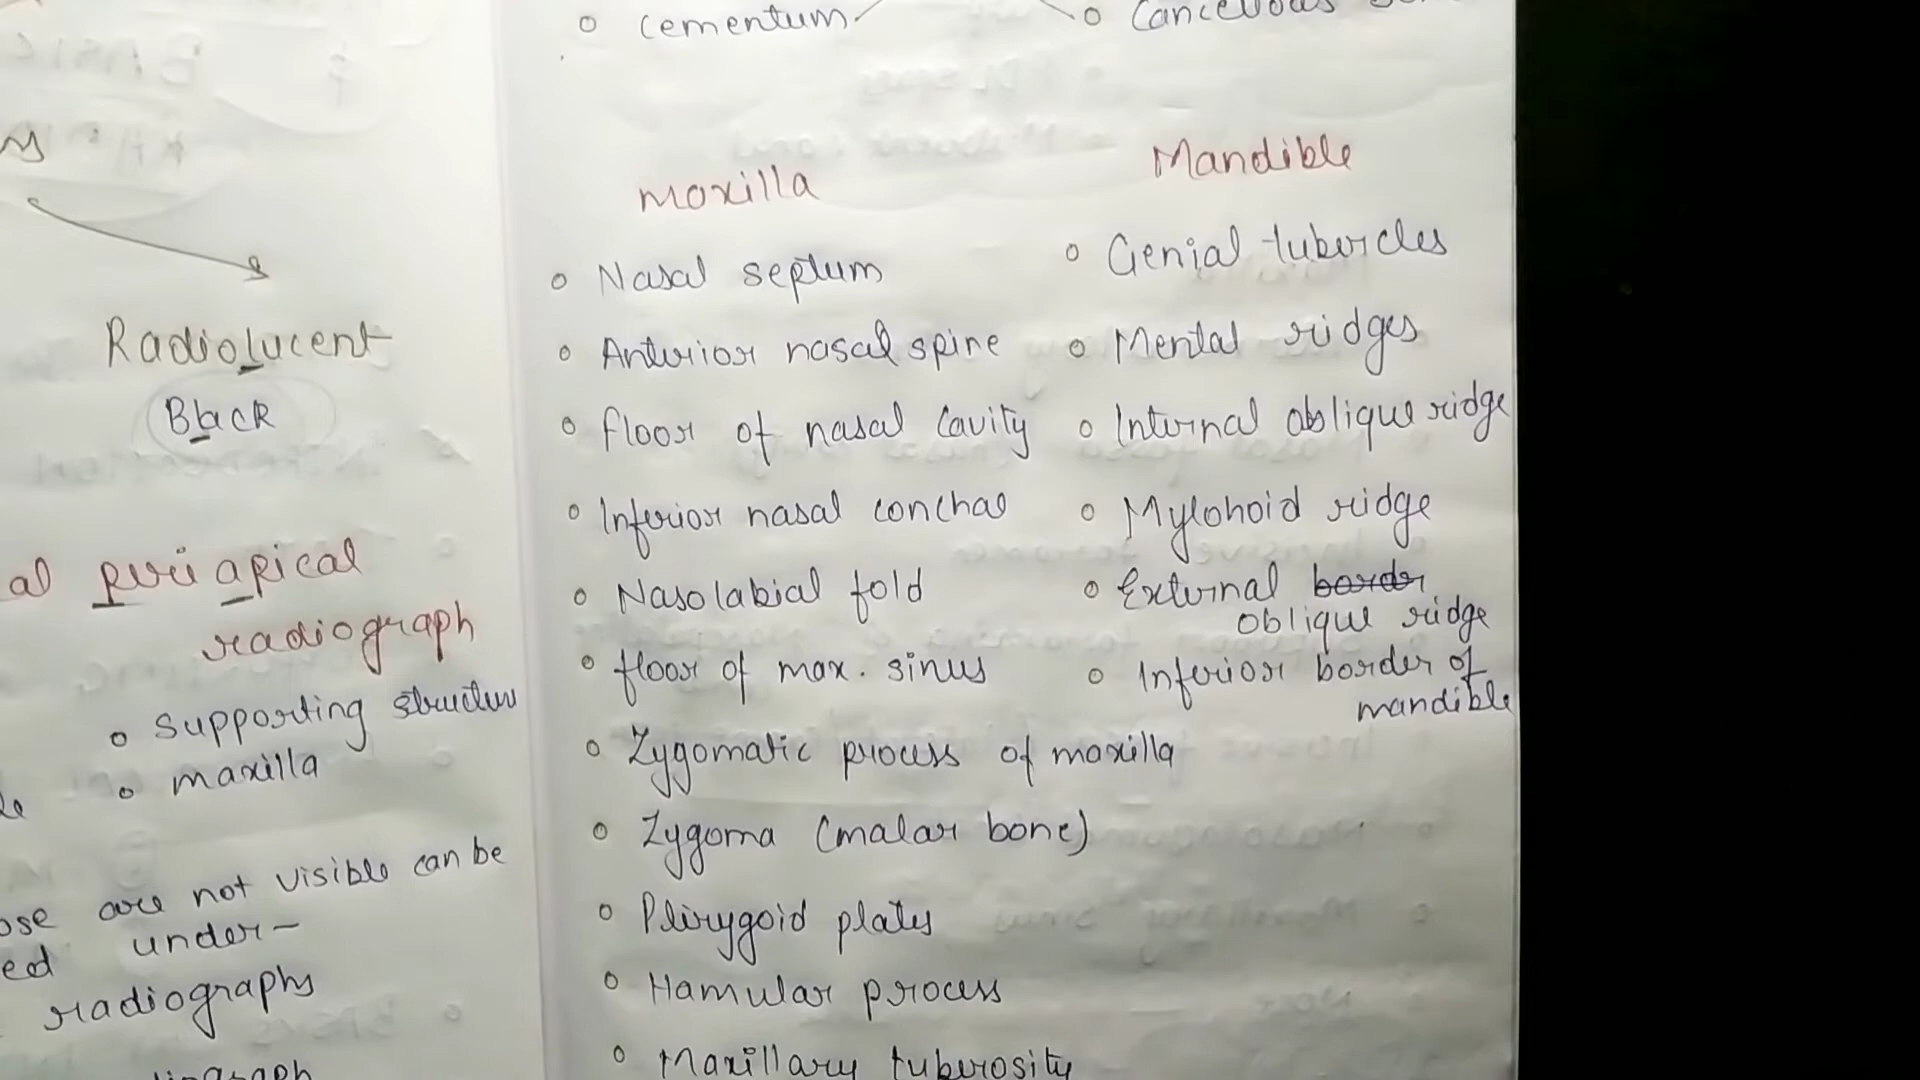 Radiolucent
Black
al periapical
radiograph
o supporting
o maxilla
are not visible can be
ed under-
radiographs
o cementum
o Cancellous
maxilla
o Nasal septum
o Anterior nasal spine
o floor of nasal cavity
o Inferior nasal conchae
o Nasolabial fold
o floor of max. sinus
o Zygomatic process of maxilla
o Zygoma (malar bone)
o Pterygoid plates
o Hamular process
o Maxillary tuberosity
Mandible
o Genial tubercles
o Mental ridges
o Internal oblique ridge
o Mylohoid ridge
o External border
oblique ridge
o Inferior border of
mandible